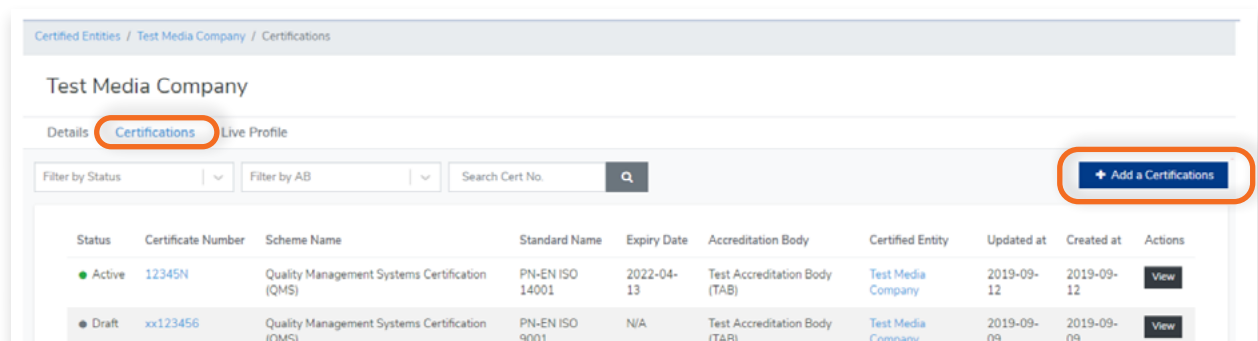 Certified Entities / Test Media Company / Certifications
Test Media Company
Details Certifications Live Profile
Filter by Status Filter by AB Search Cert No. + Add a Certifications
Status Certificate Number Scheme Name Standard Name Expiry Date Accreditation Body Certified Entity Updated at Created at Actions
Active 12345N Quality Management Systems Certification PN-EN ISO 2022-04- Test Accreditation Body Test Media 2019-09- 2019-09- View
(QMS) 14001 13 (TAB) Company 12 12
Draft xx123456 Quality Management Systems Certification PN-EN ISO N/A Test Accreditation Body Test Media 2019-09- 2019-09- View
(QMS) 9001 (TAB) Company 09 09